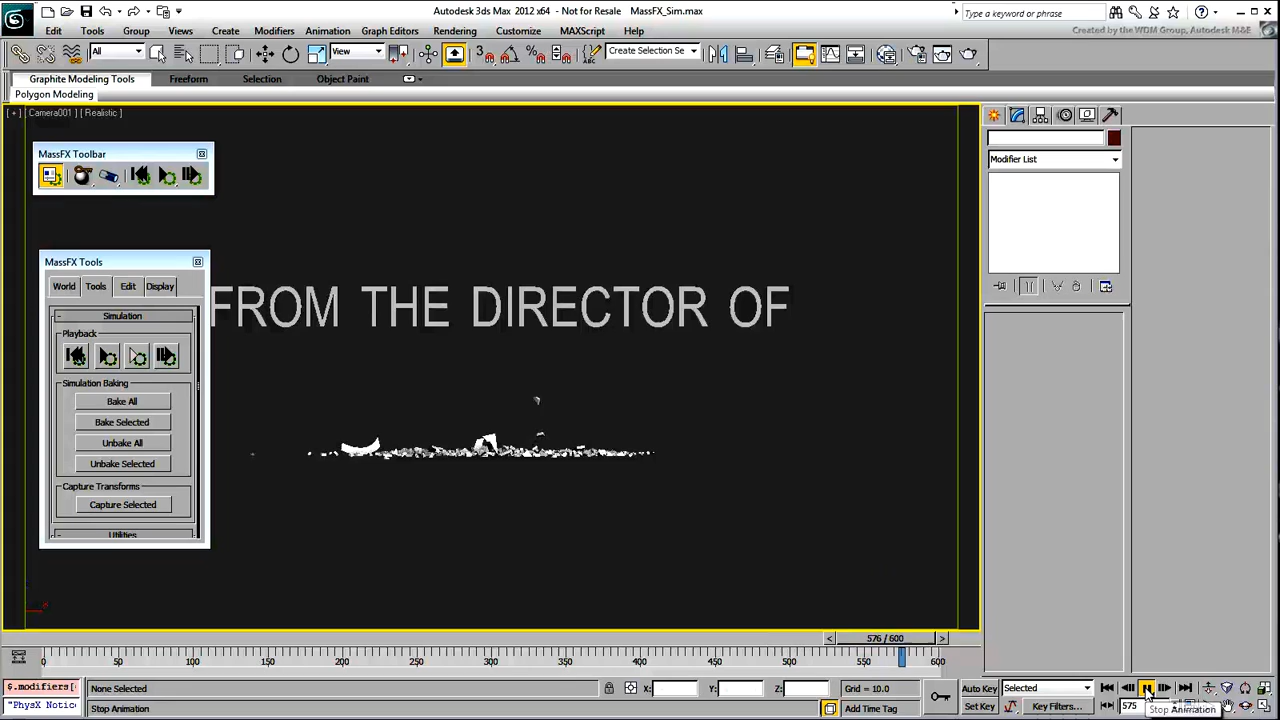 Autodesk 3ds Max 2012 x64 - Not for Resale MassFX_Sim.max
Type a keyword or phrase
Edit Tools Group Views Create Modifiers Animation Graph Editors Rendering Customize MAXScript Help
Created by the WDM Group, Autodesk M&E
All
View
Create Selection Se
Graphite Modeling Tools Freeform Selection Object Paint
Polygon Modeling
[ + ] [ Camera001 ] [ Realistic ]
MassFX Toolbar
Modifier List
MassFX Tools
World Tools Edit Display
Simulation
Playback
FROM THE DIRECTOR OF
Simulation Baking
Bake All
Bake Selected
Unbake All
Unbake Selected
Capture Transforms
Capture Selected
Utilities
< 576 / 600 >
0 50 100 150 200 250 300 350 400 450 500 550 600
$.modifiers[
None Selected
X: Y: Z:
Grid = 10.0
Auto Key
Selected
"PhysX Notic
Stop Animation
Add Time Tag
Set Key
Key Filters...
575
Stop Animation